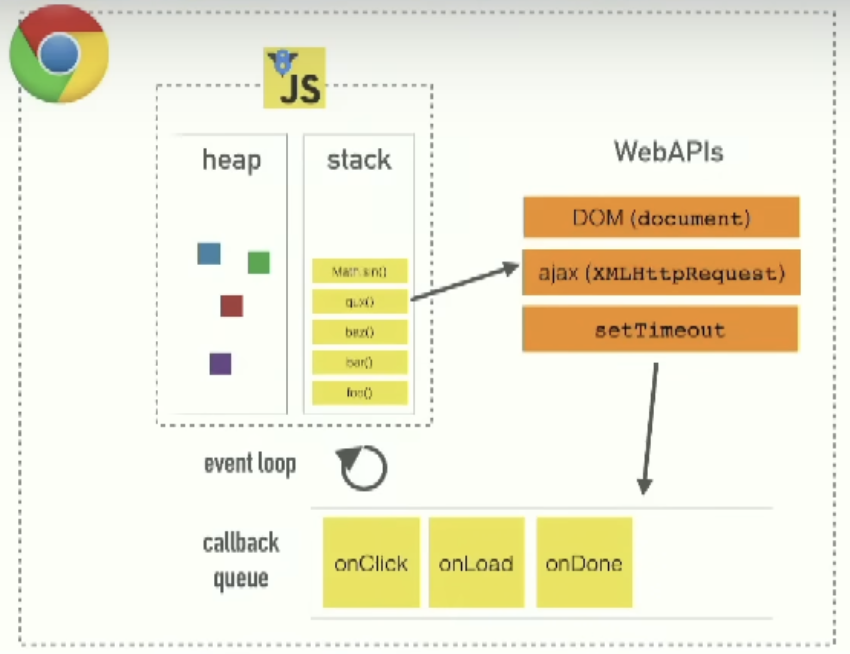 JS
heap
stack
Math.sin()
qux()
baz()
bar()
foo()
WebAPIs
DOM (document)
ajax (XMLHttpRequest)
setTimeout
event loop
callback
queue
onClick
onLoad
onDone